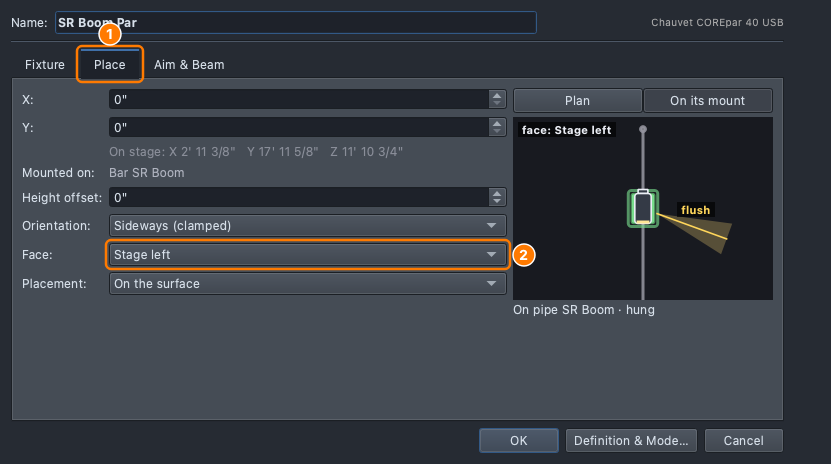 Name: SR Boom Par Chauvet COREpar 40 USB
1
Fixture Place Aim & Beam
X: 0"
Y: 0"
On stage: X 2' 11 3/8" Y 17' 11 5/8" Z 11' 10 3/4"
Mounted on: Bar SR Boom
Height offset: 0"
Orientation: Sideways (clamped)
Face: Stage left 2
Placement: On the surface
Plan On its mount
face: Stage left
flush
On pipe SR Boom · hung
OK Definition & Mode... Cancel